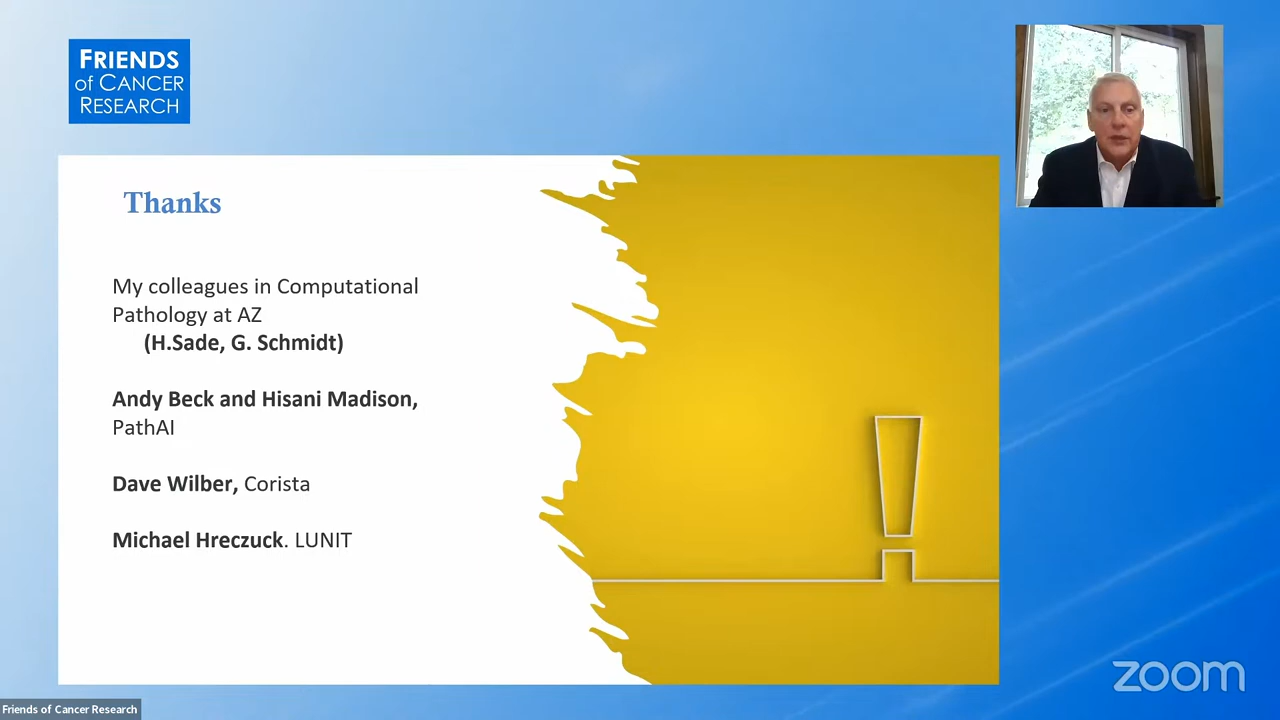 FRIENDS
of CANCER
RESEARCH
Thanks
My colleagues in Computational
Pathology at AZ
(H.Sade, G. Schmidt)
Andy Beck and Hisani Madison,
PathAI
Dave Wilber, Corista
Michael Hreczuck. LUNIT
!
zoom
Friends of Cancer Research